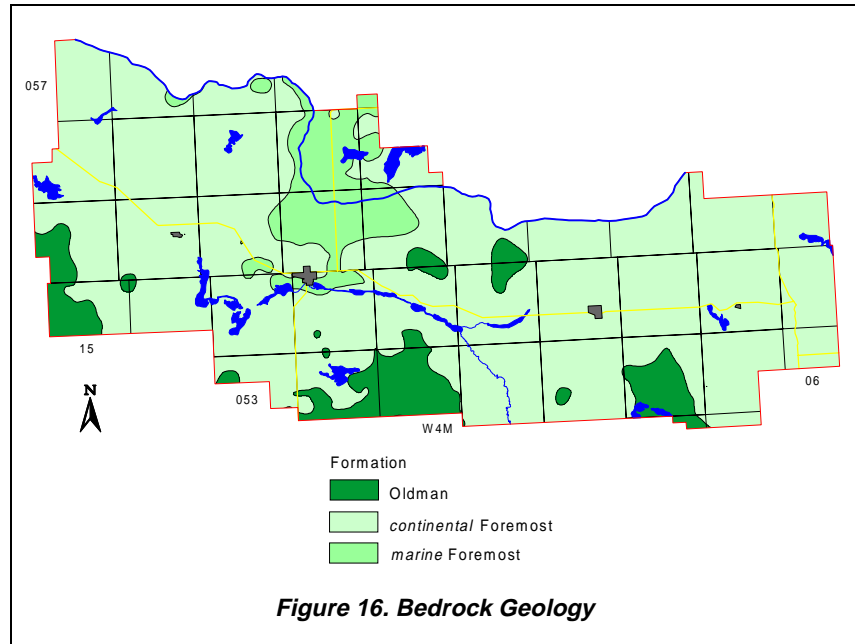 057
15
053
N
W4M
06
Formation
Oldman
continental Foremost
marine Foremost
Figure 16. Bedrock Geology